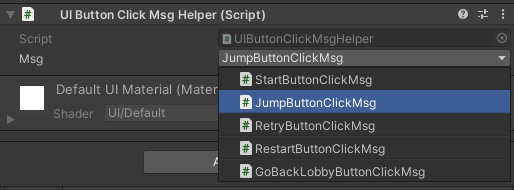 UI Button Click Msg Helper (Script)
Script
UIButtonClickMsgHelper
Msg
JumpButtonClickMsg
StartButtonClickMsg
Default UI Material (Mater
JumpButtonClickMsg
Shader
UI/Default
RetryButtonClickMsg
RestartButtonClickMsg
A
GoBackLobbyButtonClickMsg